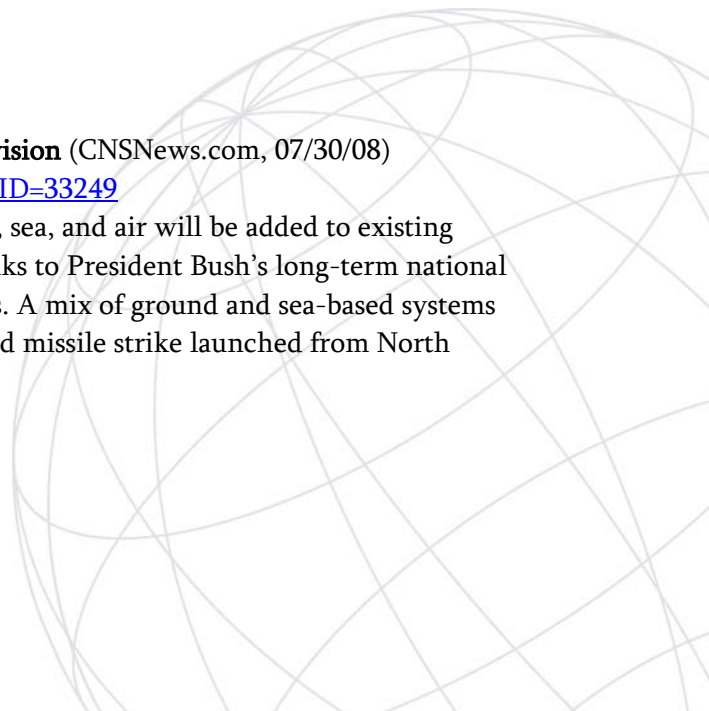 ision (CNSNews.com, 07/30/08)
ID=33249
, sea, and air will be added to existing
ks to President Bush’s long-term national
s. A mix of ground and sea-based systems
d missile strike launched from North